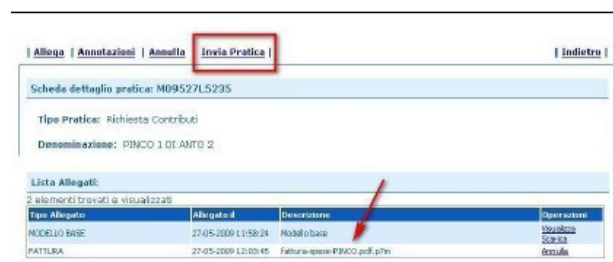 | Allega | Annotazioni | Annulla | Invia Pratica | | Indietro |
Scheda dettaglio pratica: M09527L5235
Tipo Pratica: Richiesta Contributi
Denominazione: PINCO 1 DI ANTO 2
Lista Allegati:
2 elementi trovati e visualizzati
Tipo Allegato Allegato il Descrizione Operazioni
MODELLO BASE 27-05-2009 11:58:24 Modello base Visualizza
Scarica
FATTURA 27-05-2009 12:03:45 fattura-spese-PINCO.pdf.p7m Annulla